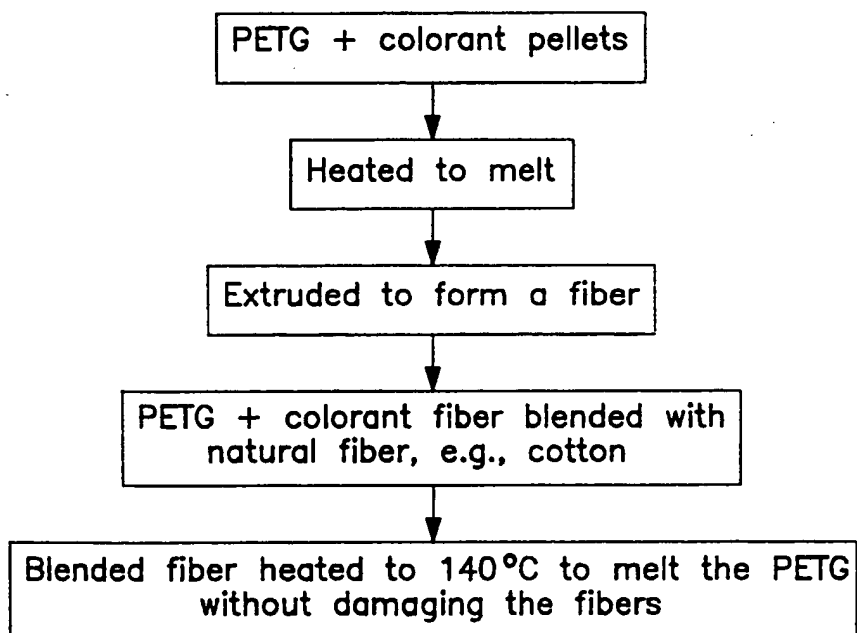 PETG + colorant pellets
Heated to melt
Extruded to form a fiber
PETG + colorant fiber blended with
natural fiber, e.g., cotton
Blended fiber heated to 140°C to melt the PETG
without damaging the fibers